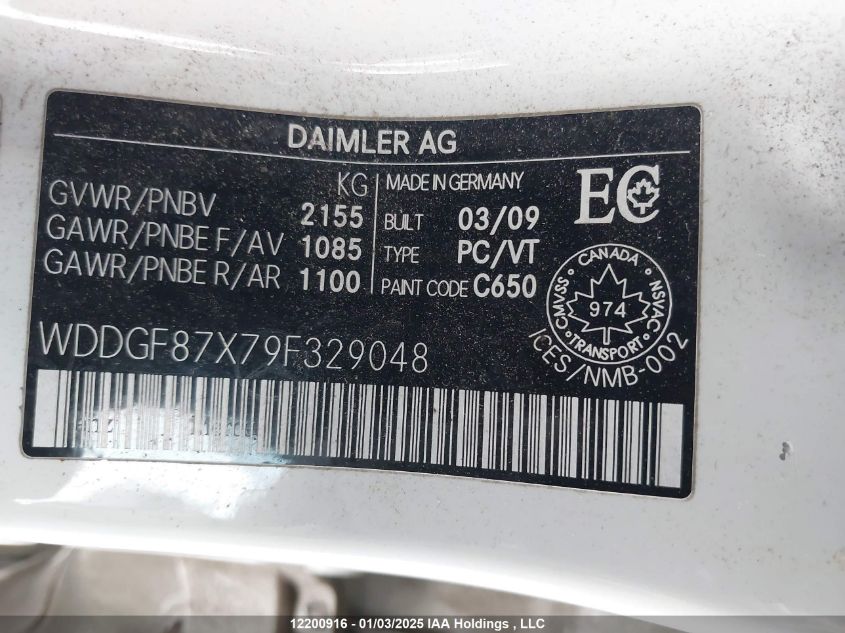 DAIMLER AG
KG
GVWR/PNBV 2155
GAWR/PNBE F/AV 1085
GAWR/PNBE R/AR 1100
MADE IN GERMANY
BUILT 03/09
TYPE PC/VT
PAINT CODE C650
EC
CANADA
CMVSS NSVAC
974
TRANSPORT
ICES/NMB-002
WDDGF87X79F329048
12200916 - 01/03/2025 IAA Holdings , LLC